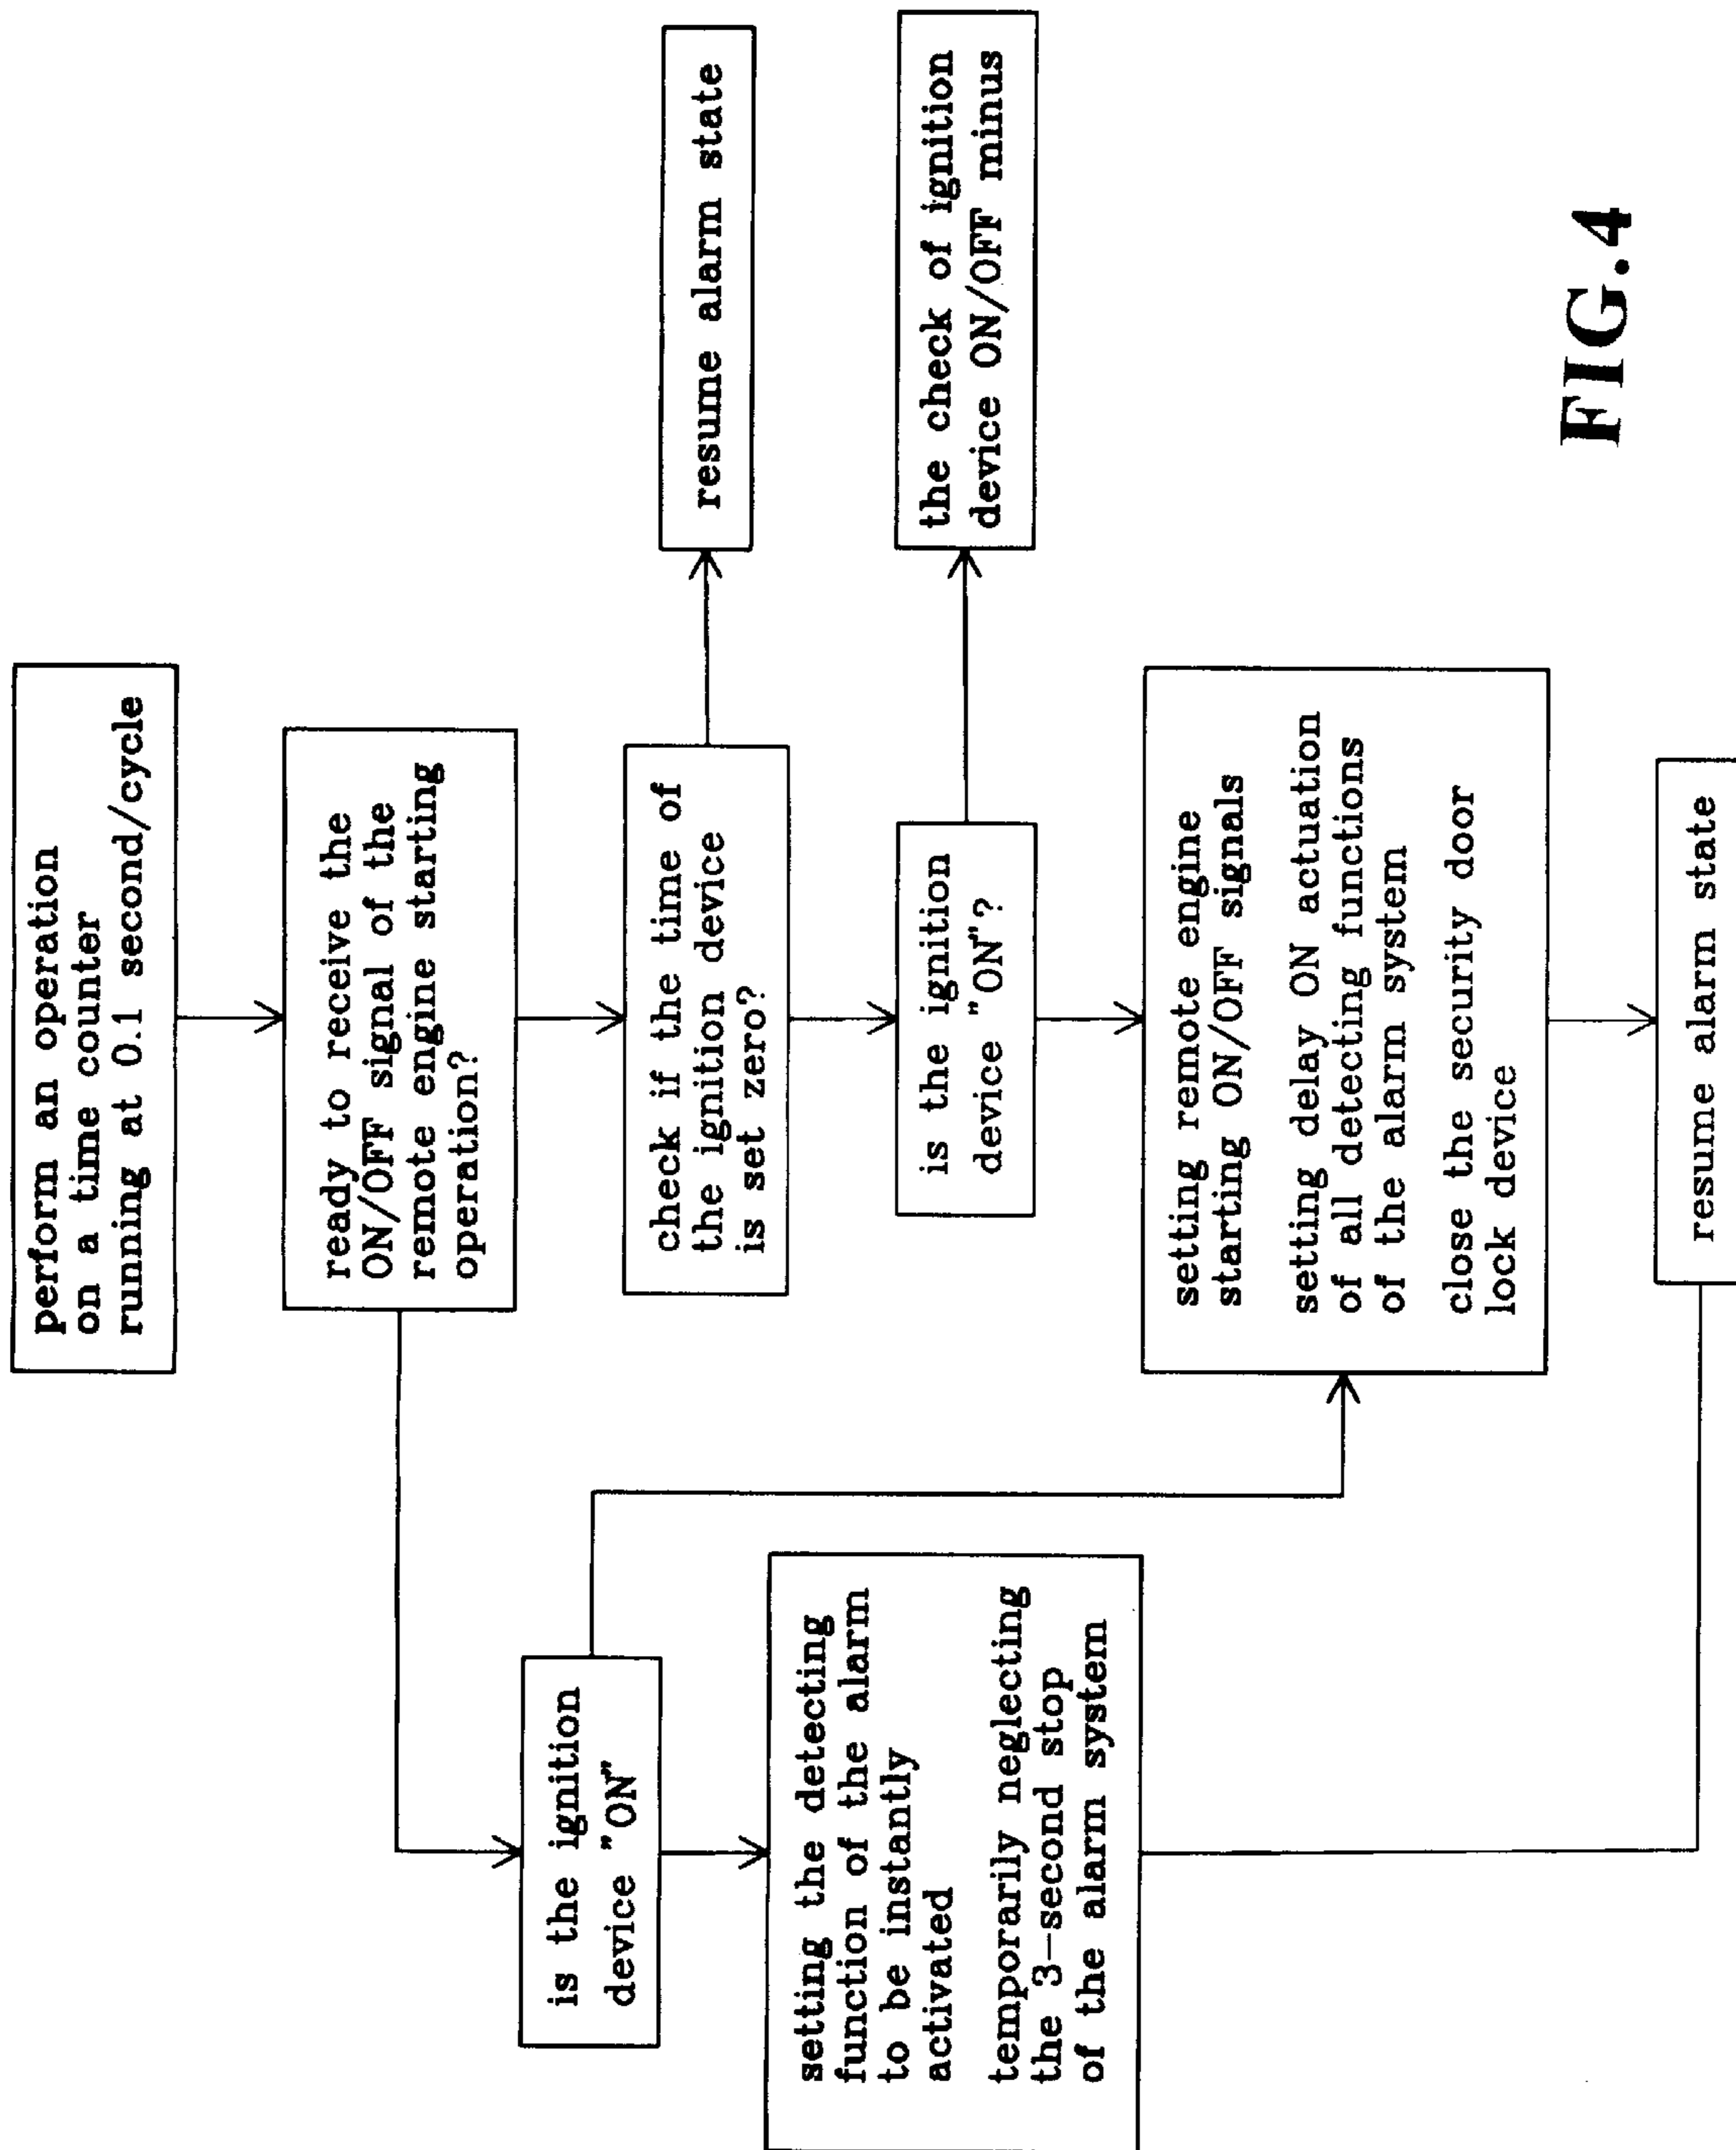 perform an operation
on a time counter
running at 0.1 second/cycle
ready to receive the
ON/OFF signal of the
remote engine starting
operation?
check if the time of
the ignition device
is set zero?
resume alarm state
is the ignition
device "ON"?
the check of ignition
device ON/OFF minus
setting remote engine
starting ON/OFF signals
setting delay ON actuation
of all detecting functions
of the alarm system
close the security door
lock device
is the ignition
device "ON"
setting the detecting
function of the alarm
to be instantly
activated
temporarily neglecting
the 3-second stop
of the alarm system
resume alarm state
FIG.4